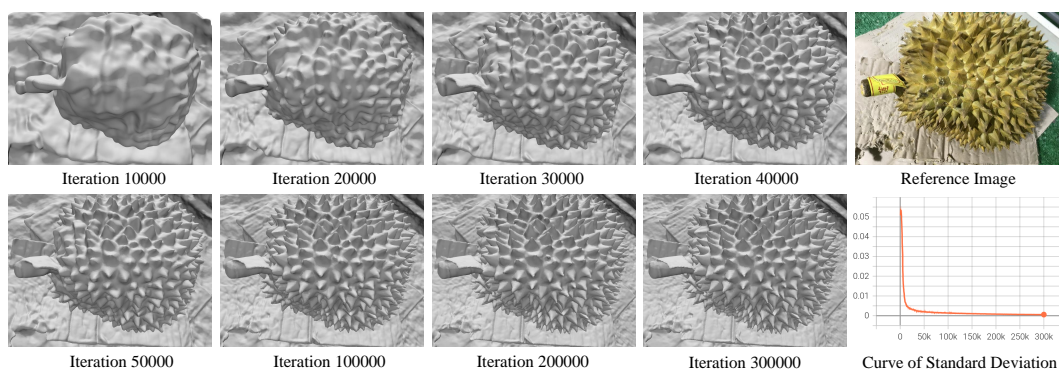 Iteration 10000
Iteration 20000
Iteration 30000
Iteration 40000
Reference Image
0.05
0.04
0.03
0.02
0.01
0
0 50k 100k 150k 200k 250k 300k
Iteration 50000
Iteration 100000
Iteration 200000
Iteration 300000
Curve of Standard Deviation